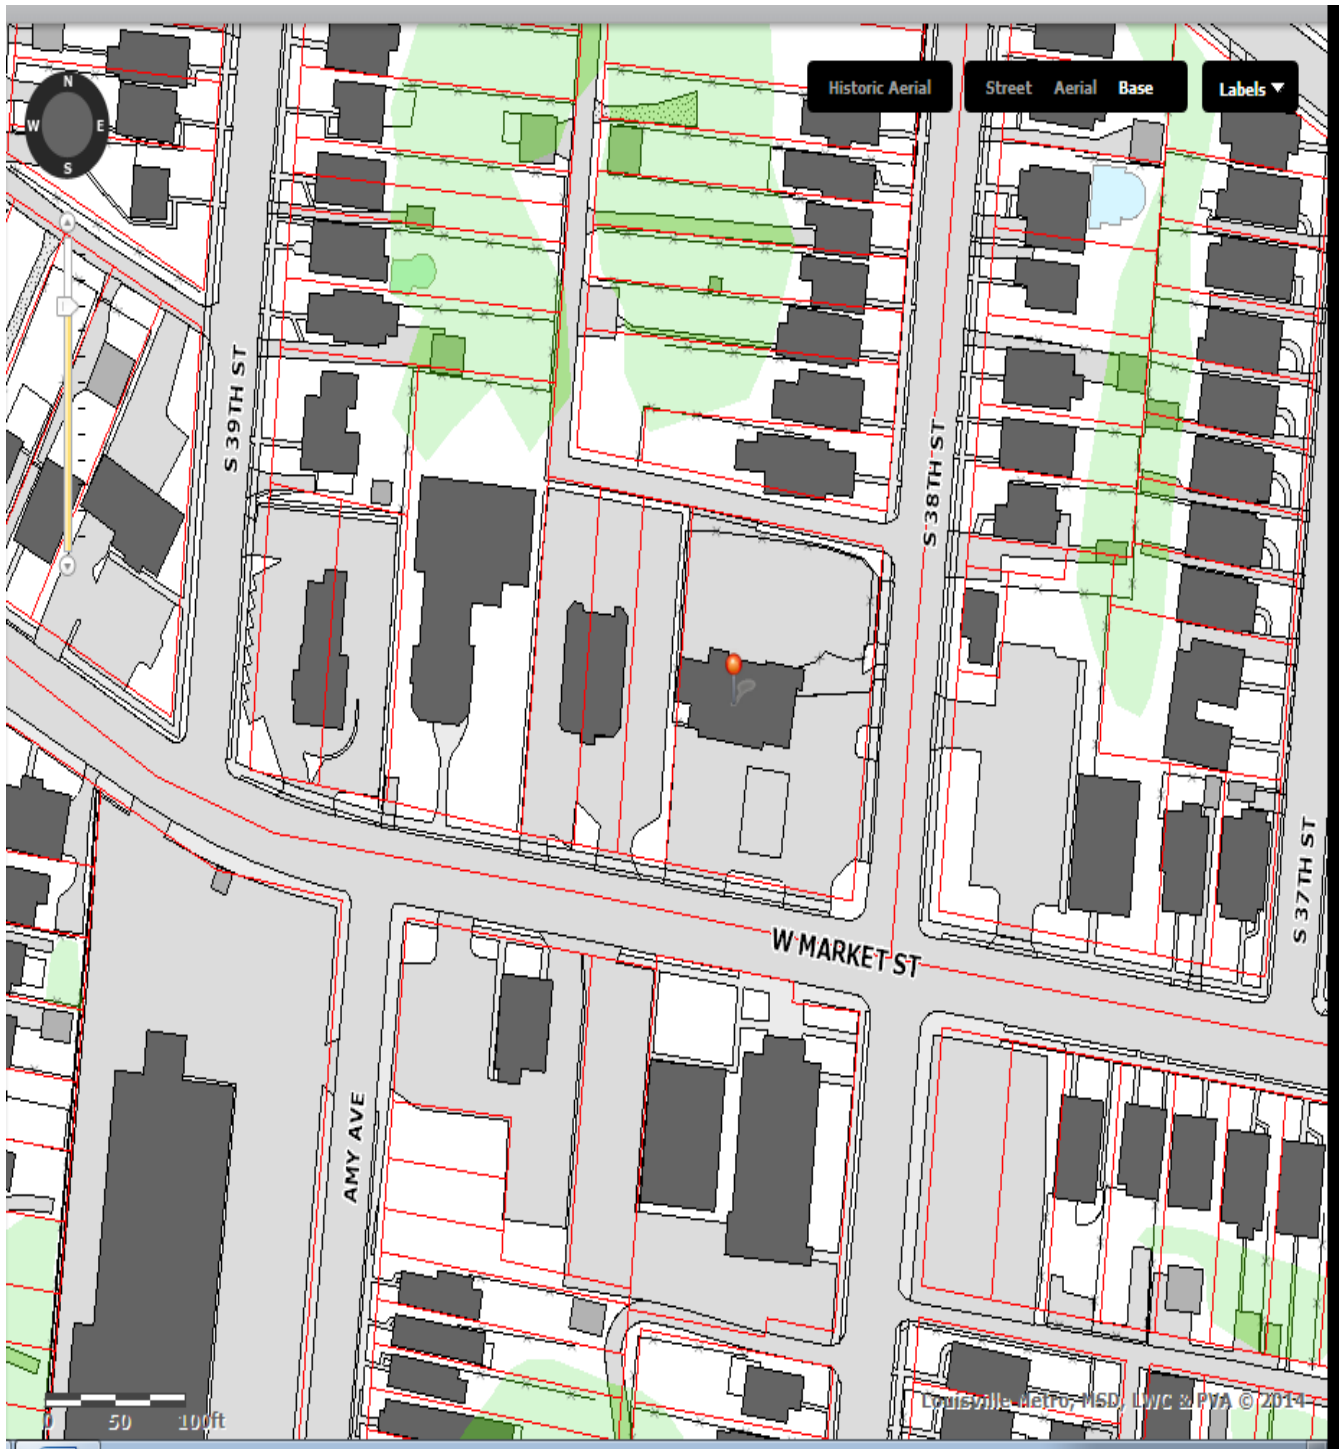 Historic Aerial
Street Aerial Base
Labels
N
W E
S
S 39TH ST
S 38TH ST
S 37TH ST
W MARKET ST
AMY AVE
0 50 100ft
Louisville Metro, MSD, LWC & PVA © 2014